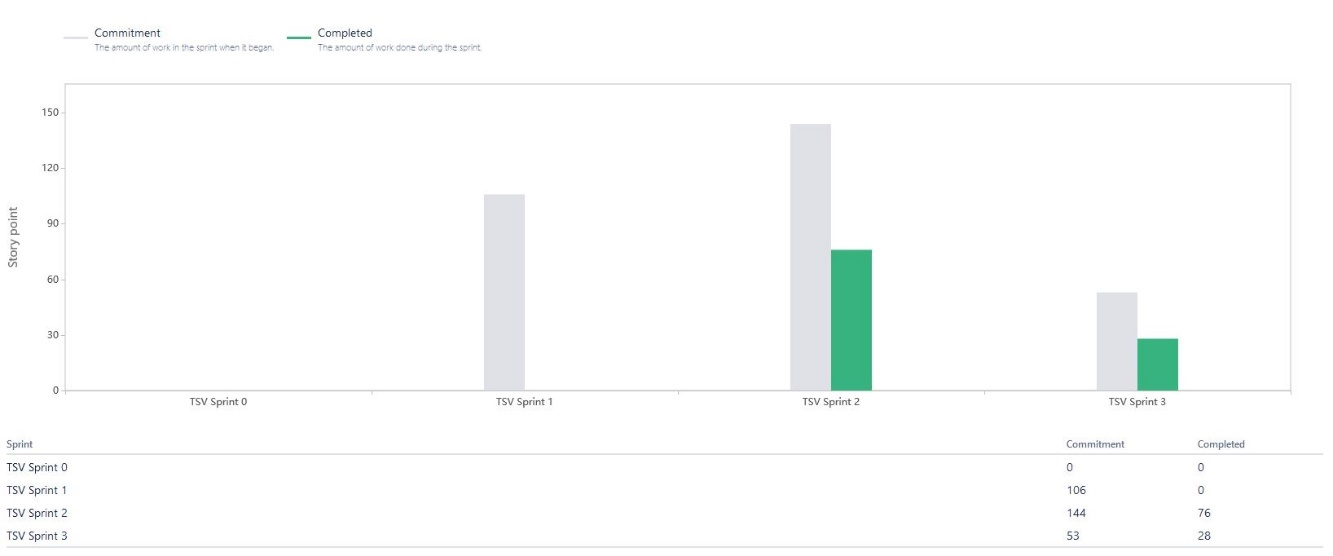 Commitment Completed
The amount of work in the sprint when it began. The amount of work done during the sprint.
150
120
90
60
30
0
Story point
TSV Sprint 0 TSV Sprint 1 TSV Sprint 2 TSV Sprint 3
Sprint Commitment Completed
TSV Sprint 0 0 0
TSV Sprint 1 106 0
TSV Sprint 2 144 76
TSV Sprint 3 53 28